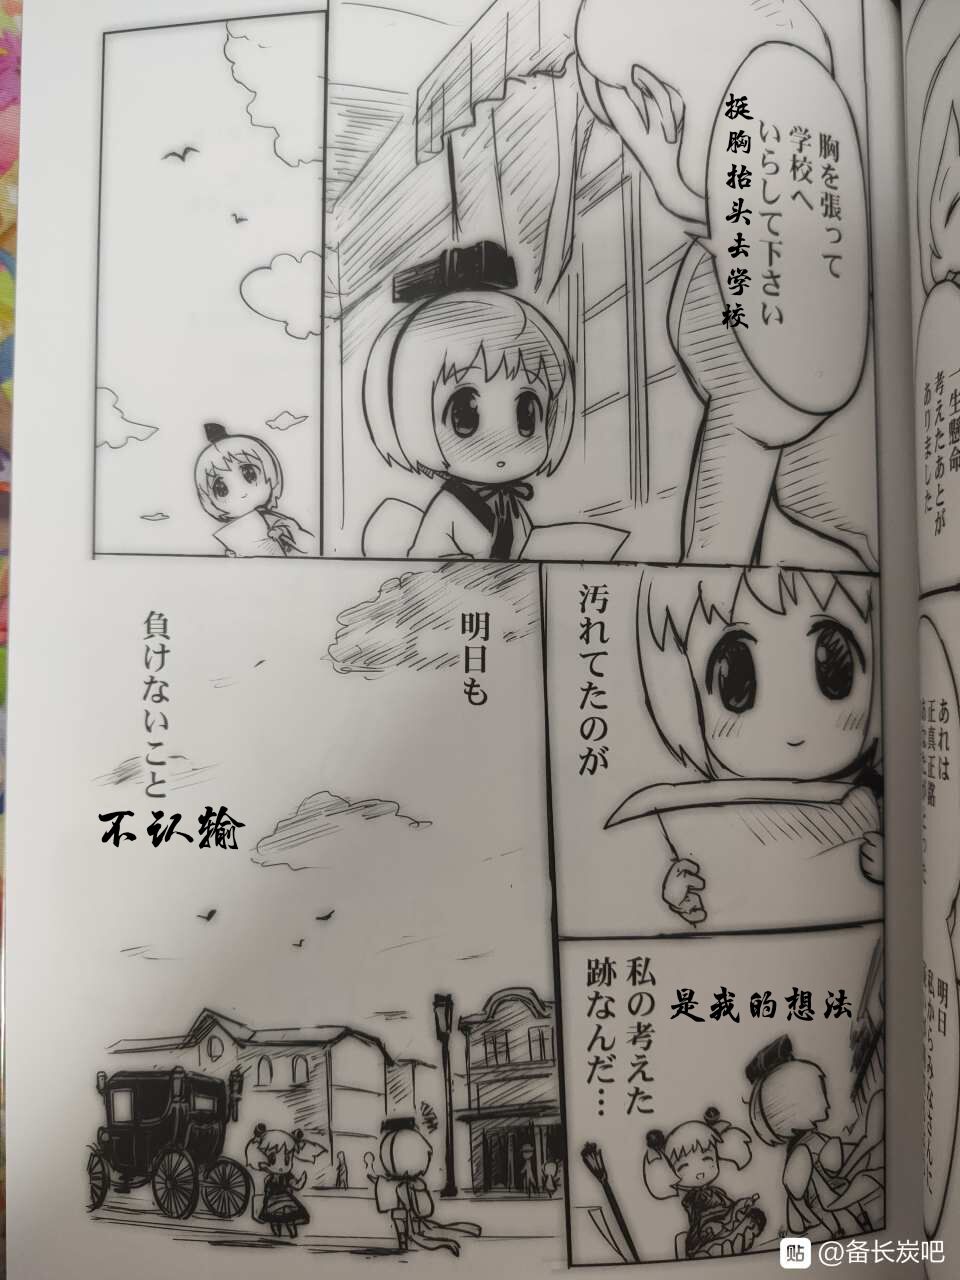 胸を張って
学校へ
いらして下さい
挺胸抬头去学校
汚れてたのが
私の考えた
跡なんだ…
是我的想法
明日も
負けないこと
不认输
一生懸命
考えたあとが
ありました
あれは
正真正銘
明日
私からみなさんに
贴 @备长炭吧